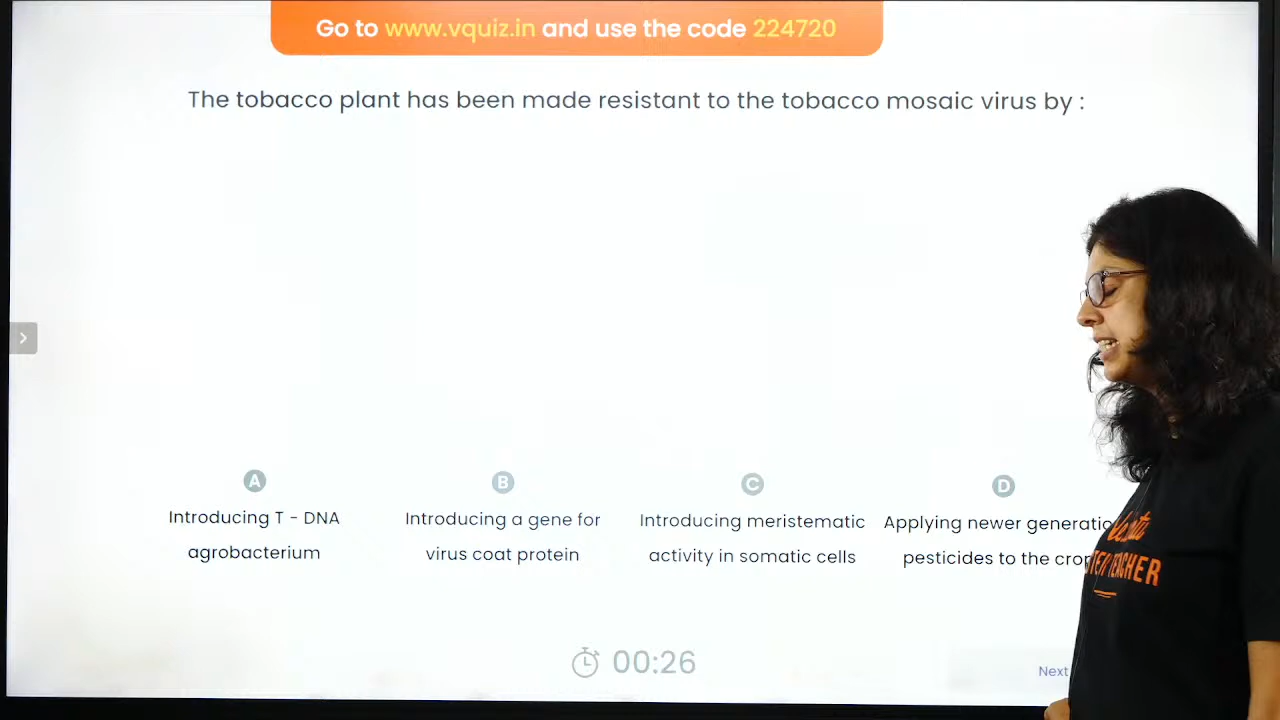 Go to www.vquiz.in and use the code 224720
The tobacco plant has been made resistant to the tobacco mosaic virus by :
A
Introducing T - DNA
agrobacterium
B
Introducing a gene for
virus coat protein
C
Introducing meristematic
activity in somatic cells
D
Applying newer
pesticides to the
00:26
Next